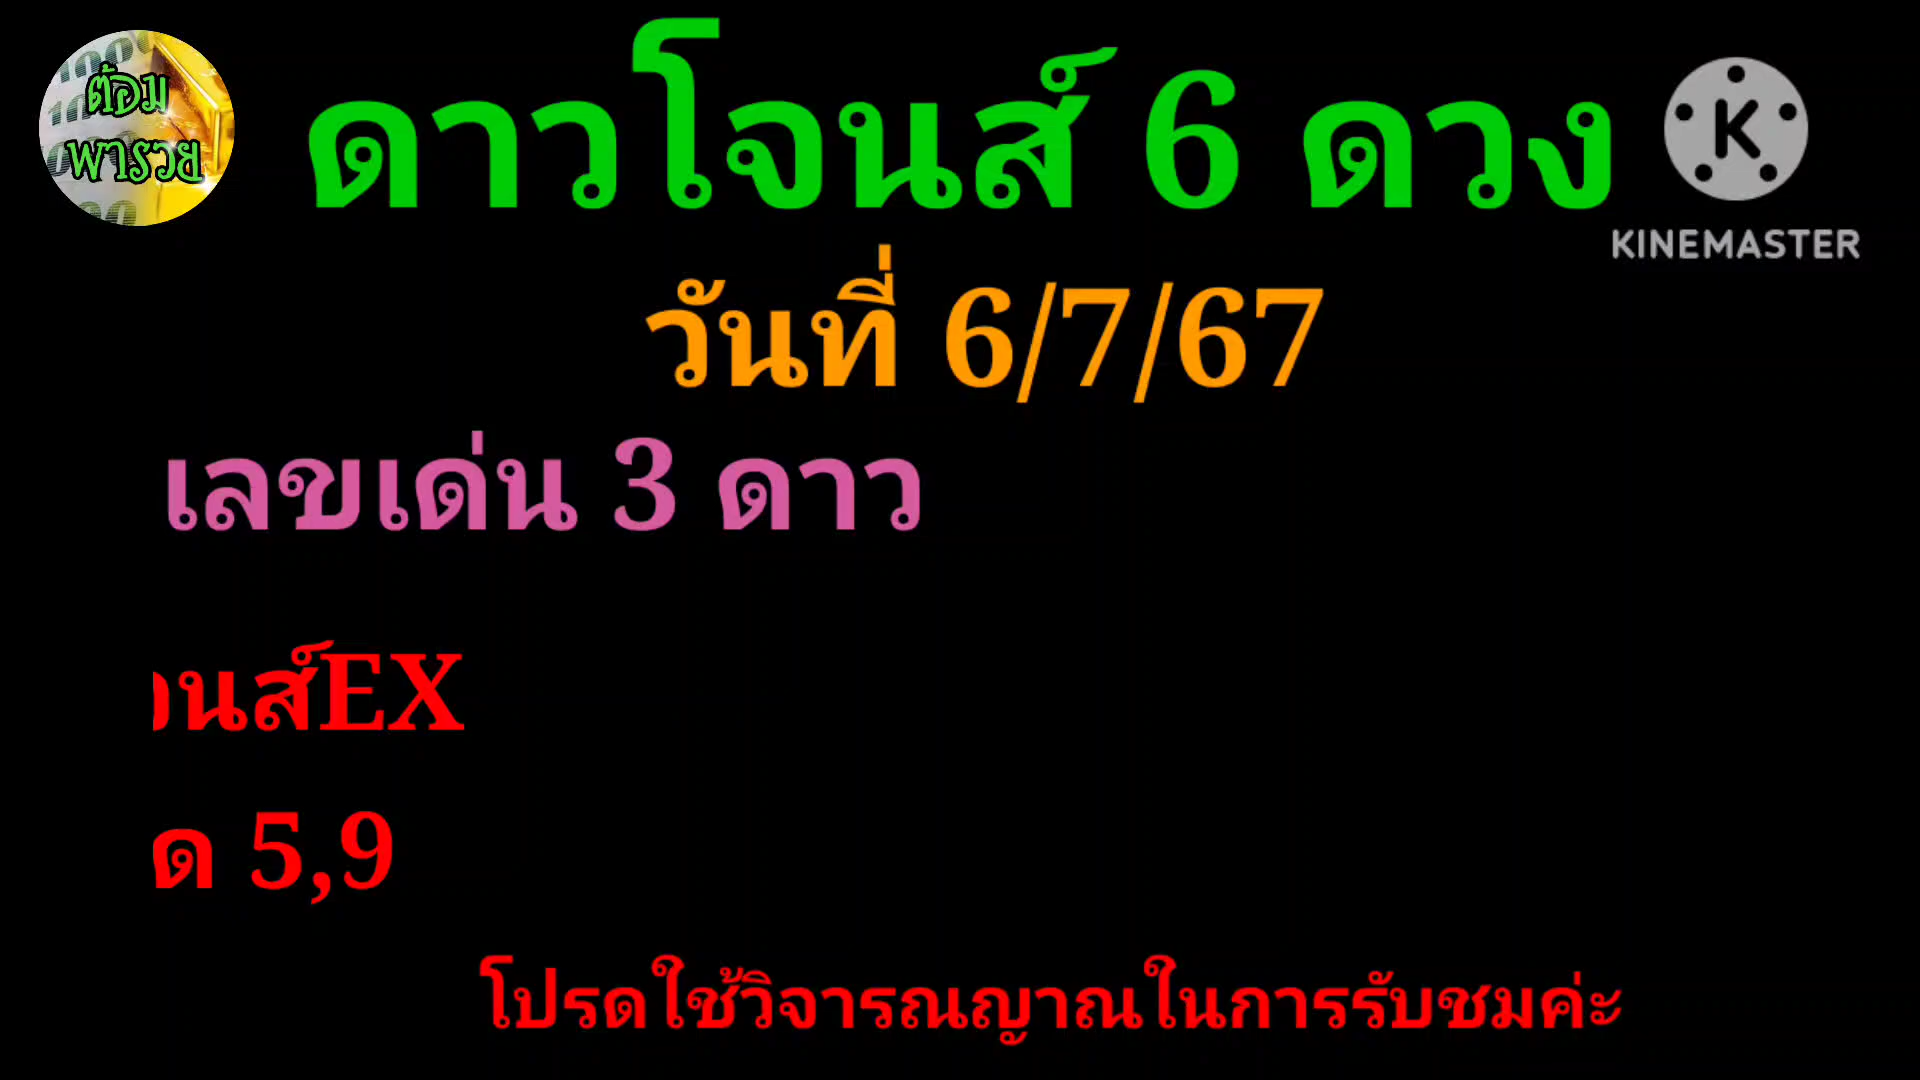 ต้อม
พารวย
ดาวโจนส์ 6 ดวง
KINEMASTER
วันที่ 6/7/67
เลขเด่น 3 ดาว
นส์EX
ด 5,9
โปรดใช้วิจารณญาณในการรับชมค่ะ